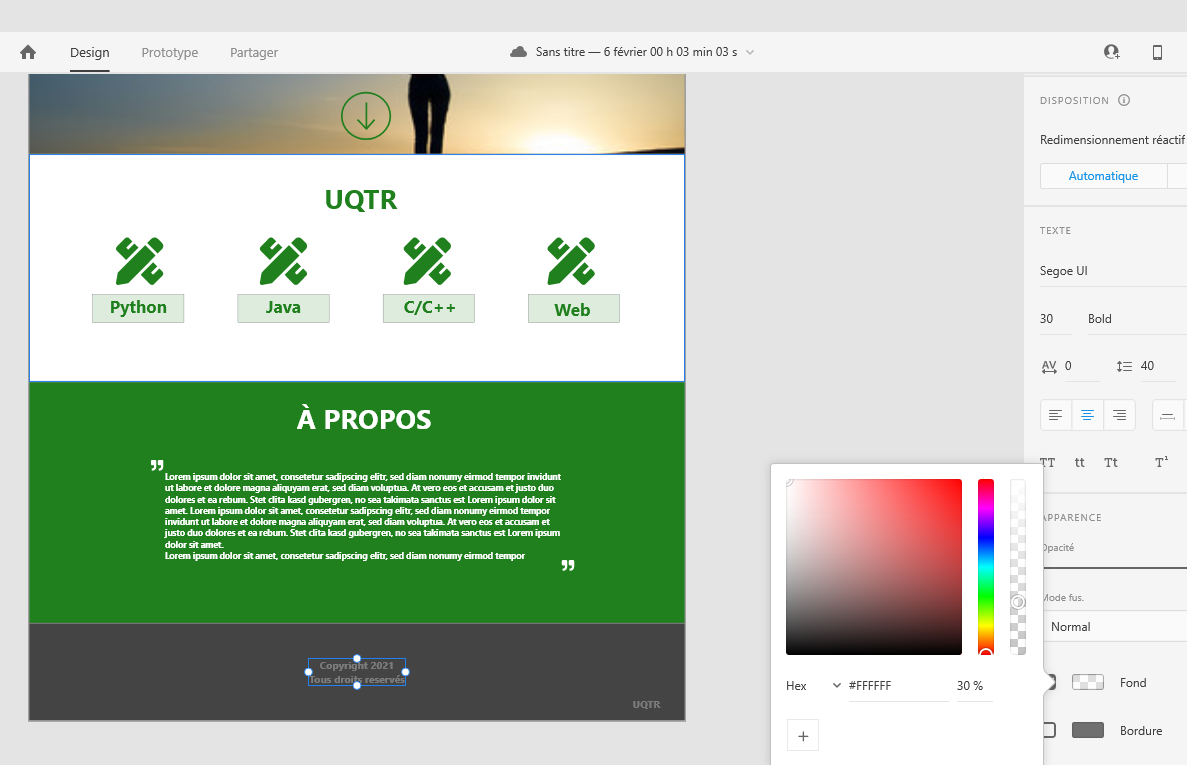 Design Prototype Partager Sans titre — 6 février 00 h 03 min 03 s
UQTR
Python Java C/C++ Web
À PROPOS
”
Lorem ipsum dolor sit amet, consetetur sadipscing elitr, sed diam nonumy eirmod tempor invidunt
ut labore et dolore magna aliquyam erat, sed diam voluptua. At vero eos et accusam et justo duo
dolores et ea rebum. Stet clita kasd gubergren, no sea takimata sanctus est Lorem ipsum dolor sit
amet. Lorem ipsum dolor sit amet, consetetur sadipscing elitr, sed diam nonumy eirmod tempor
invidunt ut labore et dolore magna aliquyam erat, sed diam voluptua. At vero eos et accusam et
justo duo dolores et ea rebum. Stet clita kasd gubergren, no sea takimata sanctus est Lorem ipsum
dolor sit amet.
Lorem ipsum dolor sit amet, consetetur sadipscing elitr, sed diam nonumy eirmod tempor
”
Copyright 2021
Tous droits reservés
UQTR
DISPOSITION
Redimensionnement réactif
Automatique
TEXTE
Segoe UI
30 Bold
AV 0 40
TT tt Tt T¹
APPARENCE
Opacité
Mode fus.
Normal
Hex #FFFFFF 30 %
+
Fond
Bordure